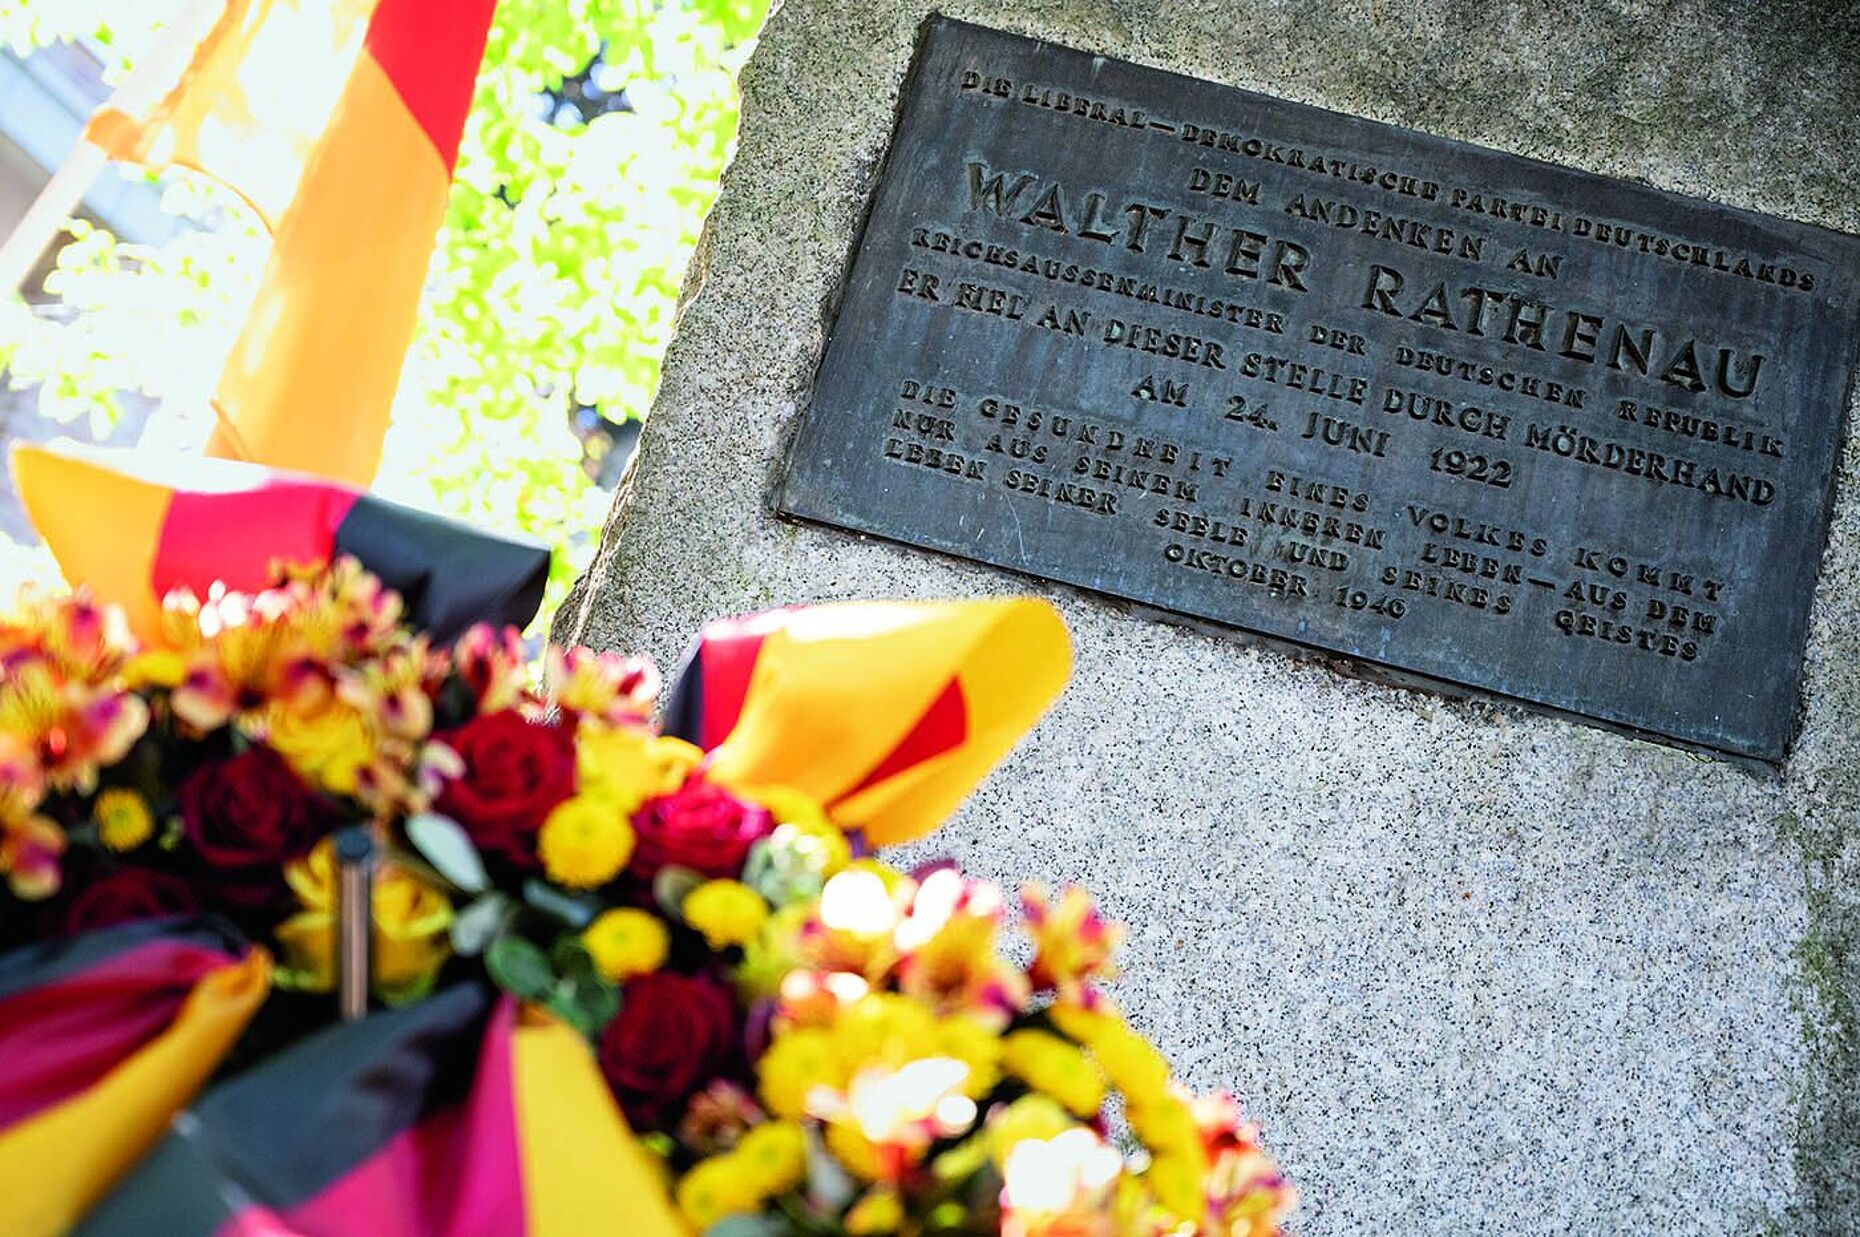 DIE LIBERAL–DEMOKRATISCHE PARTEI DEUTSCHLANDS
DEM ANDENKEN AN
WALTHER RATHENAU
REICHSAUSSENMINISTER DER DEUTSCHEN REPUBLIK
ER FIEL AN DIESER STELLE DURCH MÖRDERHAND
AM 24. JUNI 1922
DIE GESUNDHEIT EINES VOLKES KOMMT
NUR AUS SEINEM INNEREN LEBEN–AUS DEM
LEBEN SEINER SEELE UND SEINES GEISTES
OKTOBER 1946